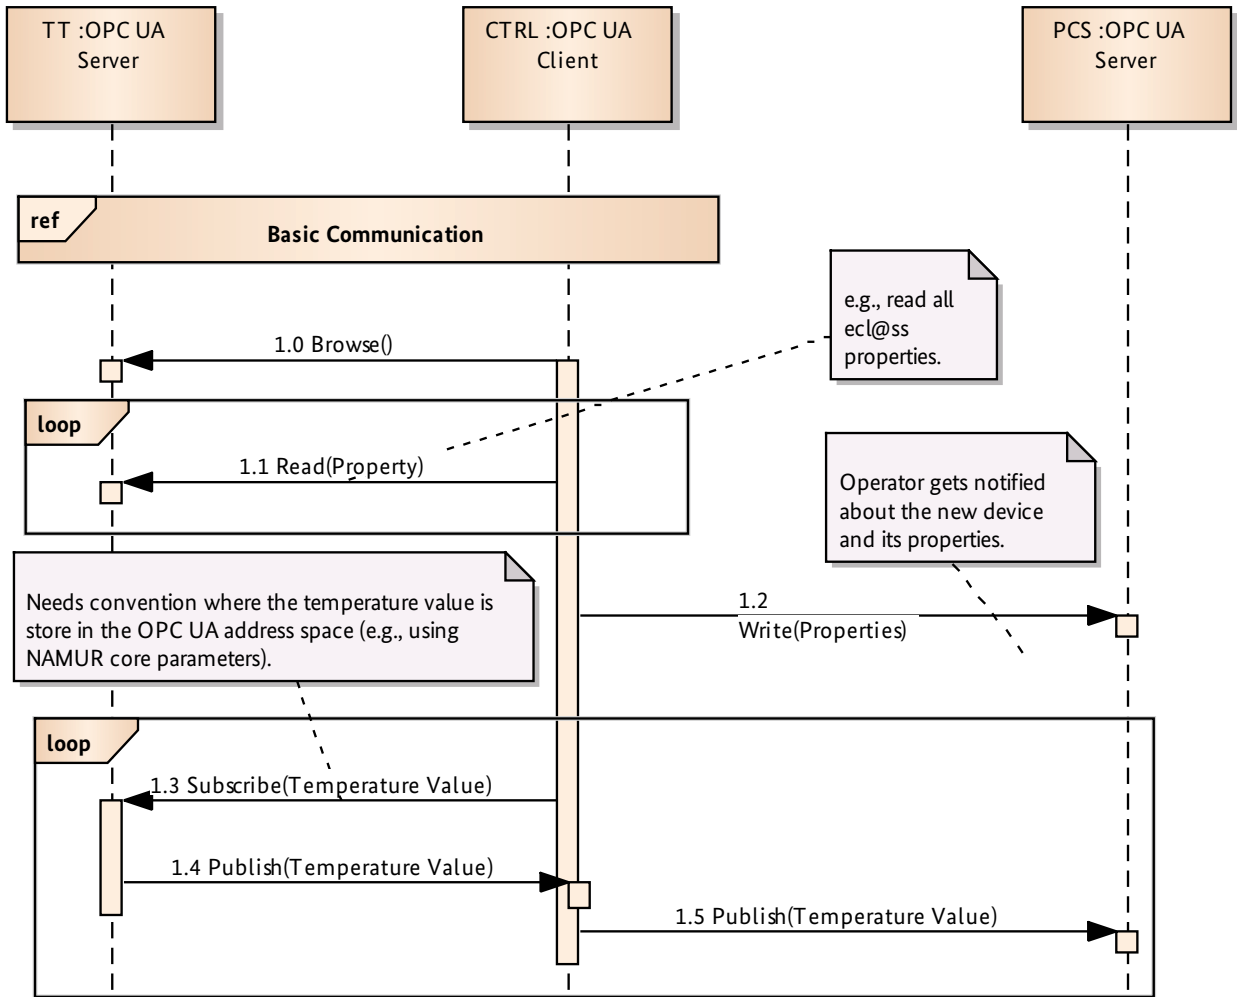 TT :OPC UA
Server
CTRL :OPC UA
Client
PCS :OPC UA
Server
ref
Basic Communication
e.g., read all
ecl@ss
properties.
1.0 Browse()
loop
1.1 Read(Property)
Operator gets notified
about the new device
and its properties.
Needs convention where the temperature value is
store in the OPC UA address space (e.g., using
NAMUR core parameters).
1.2
Write(Properties)
loop
1.3 Subscribe(Temperature Value)
1.4 Publish(Temperature Value)
1.5 Publish(Temperature Value)